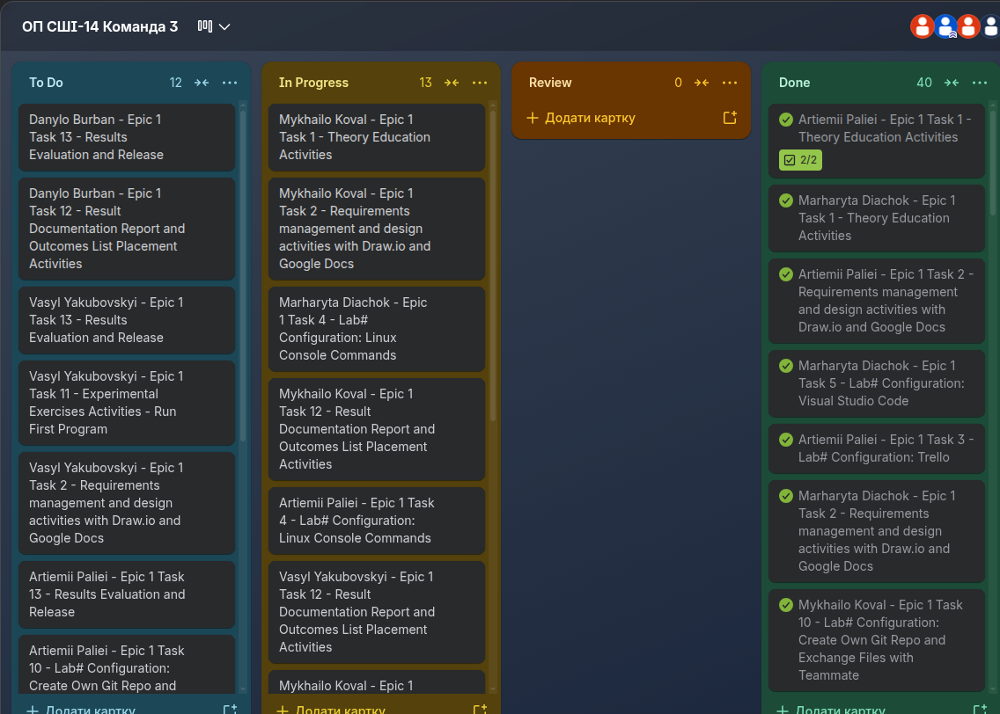 ОП СШІ-14 Команда 3
To Do
12
Danylo Burban - Epic 1
Task 13 - Results
Evaluation and Release
Danylo Burban - Epic 1
Task 12 - Result
Documentation Report and
Outcomes List Placement
Activities
Vasyl Yakubovskyi - Epic 1
Task 13 - Results
Evaluation and Release
Vasyl Yakubovskyi - Epic 1
Task 11 - Experimental
Exercises Activities - Run
First Program
Vasyl Yakubovskyi - Epic 1
Task 2 - Requirements
management and design
activities with Draw.io and
Google Docs
Artiemii Paliei - Epic 1 Task
13 - Results Evaluation and
Release
Artiemii Paliei - Epic 1 Task
10 - Lab# Configuration:
Create Own Git Repo and
Додати картку
In Progress
13
Mykhailo Koval - Epic 1
Task 1 - Theory Education
Activities
Mykhailo Koval - Epic 1
Task 2 - Requirements
management and design
activities with Draw.io and
Google Docs
Marharyta Diachok - Epic
1 Task 4 - Lab#
Configuration: Linux
Console Commands
Mykhailo Koval - Epic 1
Task 12 - Result
Documentation Report and
Outcomes List Placement
Activities
Artiemii Paliei - Epic 1 Task
4 - Lab# Configuration:
Linux Console Commands
Vasyl Yakubovskyi - Epic 1
Task 12 - Result
Documentation Report and
Outcomes List Placement
Activities
Mykhailo Koval - Epic 1
Додати картку
Review
0
Додати картку
Done
40
Artiemii Paliei - Epic 1 Task 1 -
Theory Education Activities
2/2
Marharyta Diachok - Epic 1
Task 1 - Theory Education
Activities
Artiemii Paliei - Epic 1 Task 2 -
Requirements management
and design activities with
Draw.io and Google Docs
Marharyta Diachok - Epic 1
Task 5 - Lab# Configuration:
Visual Studio Code
Artiemii Paliei - Epic 1 Task 3 -
Lab# Configuration: Trello
Marharyta Diachok - Epic 1
Task 2 - Requirements
management and design
activities with Draw.io and
Google Docs
Mykhailo Koval - Epic 1 Task
10 - Lab# Configuration:
Create Own Git Repo and
Exchange Files with
Teammate
Додати картку